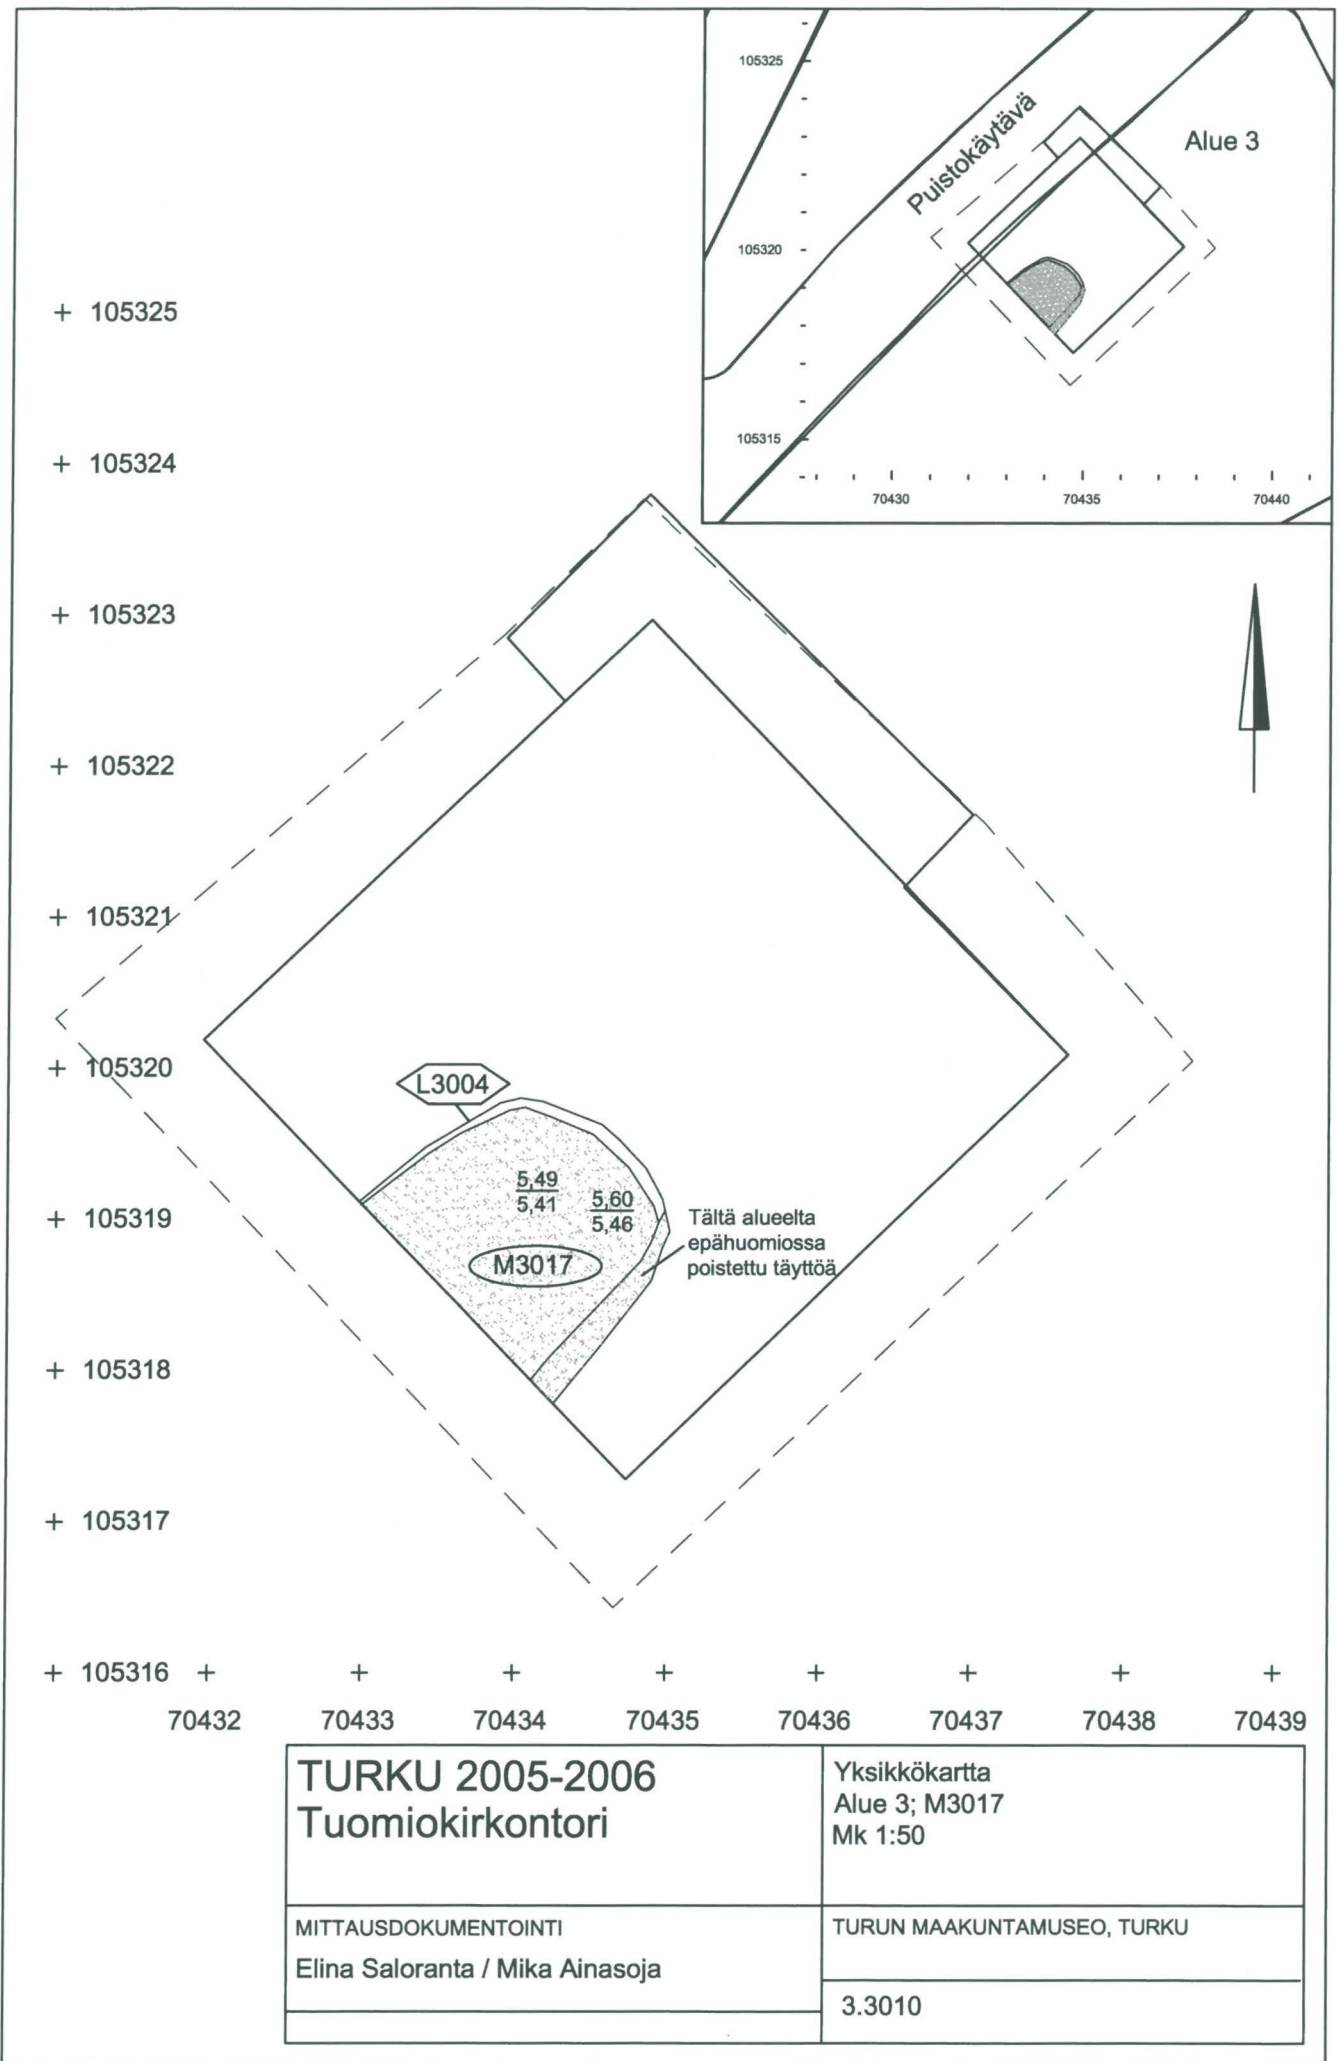 105325
Puistokäytävä
Alue 3
105320
105315
70430
70435
70440
+ 105325
+ 105324
+ 105323
+ 105322
+ 105321
+ 105320
+ 105319
+ 105318
+ 105317
+ 105316 + + + + + + + +
L3004
5,49
5,41
5,60
5,46
M3017
Tältä alueelta
epähuomiossa
poistettu täyttöä
70432 70433 70434 70435 70436 70437 70438 70439
TURKU 2005-2006
Tuomiokirkontori
Yksikkökartta
Alue 3; M3017
Mk 1:50
MITTAUSDOKUMENTOINTI
Elina Saloranta / Mika Ainasoja
TURUN MAAKUNTAMUSEO, TURKU
3.3010